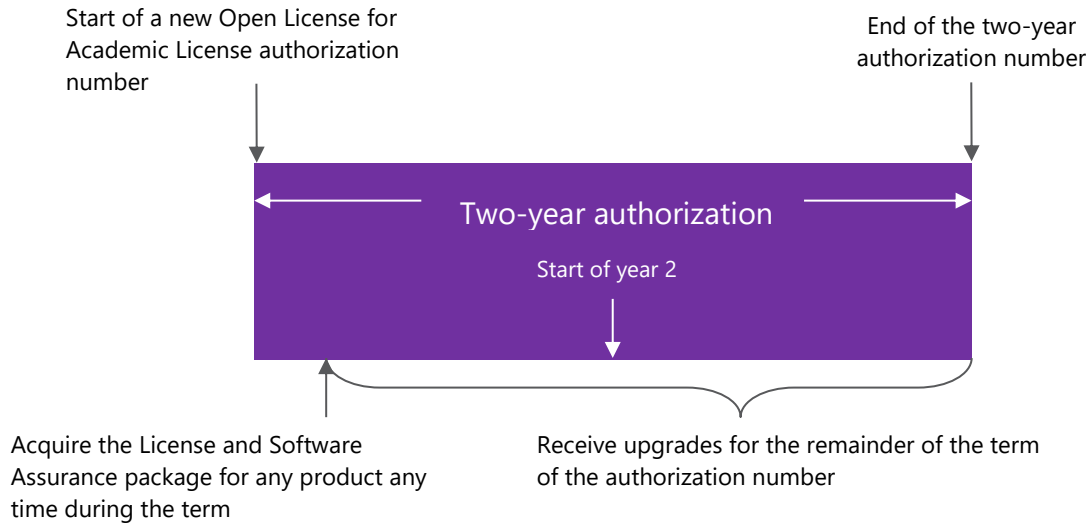 Start of a new Open License for
Academic License authorization
number
End of the two-year
authorization number
Two-year authorization
Start of year 2
Acquire the License and Software
Assurance package for any product any
time during the term
Receive upgrades for the remainder of the term
of the authorization number